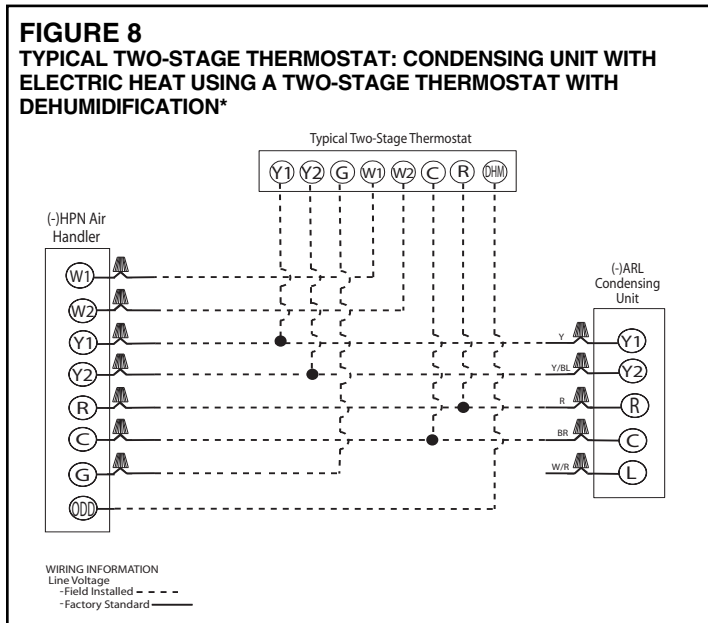 FIGURE 8
TYPICAL TWO-STAGE THERMOSTAT: CONDENSING UNIT WITH
ELECTRIC HEAT USING A TWO-STAGE THERMOSTAT WITH
DEHUMIDIFICATION*
Typical Two-Stage Thermostat
Y1 Y2 G W1 W2 C R DHM
(-)HPN Air
Handler
W1
W2
Y1
Y2
R
C
G
ODD
(-)ARL
Condensing
Unit
Y Y1
Y/BL Y2
R R
BR C
W/R L
WIRING INFORMATION
Line Voltage
-Field Installed
-Factory Standard